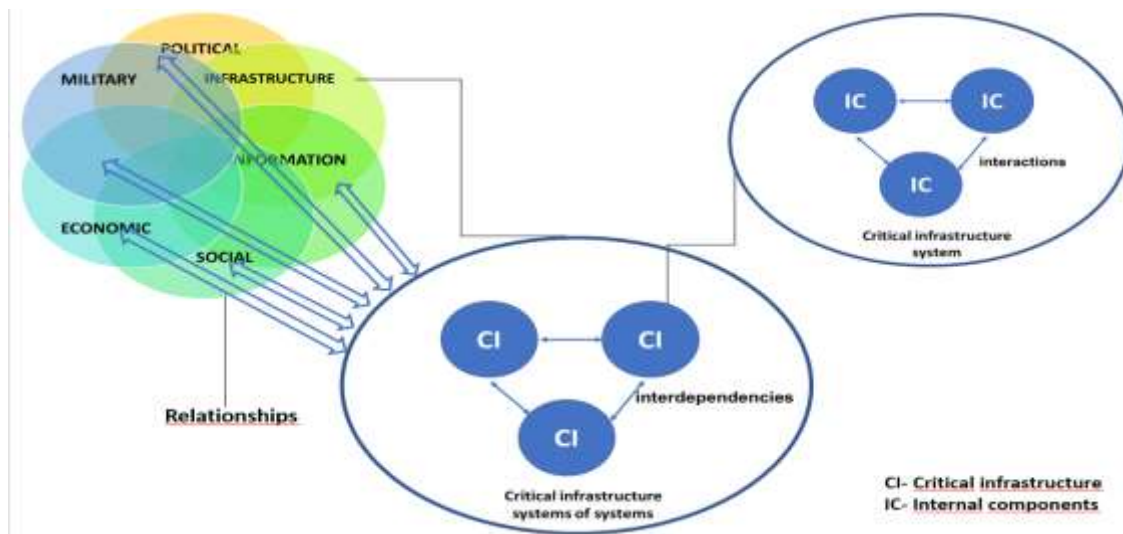 POLITICAL
MILITARY
INFRASTRUCTURE
INFORMATION
ECONOMIC
SOCIAL
Relationships
IC
IC
IC
interactions
Critical infrastructure
system
CI
CI
CI
interdependencies
Critical infrastructure
systems of systems
CI- Critical infrastructure
IC- Internal components